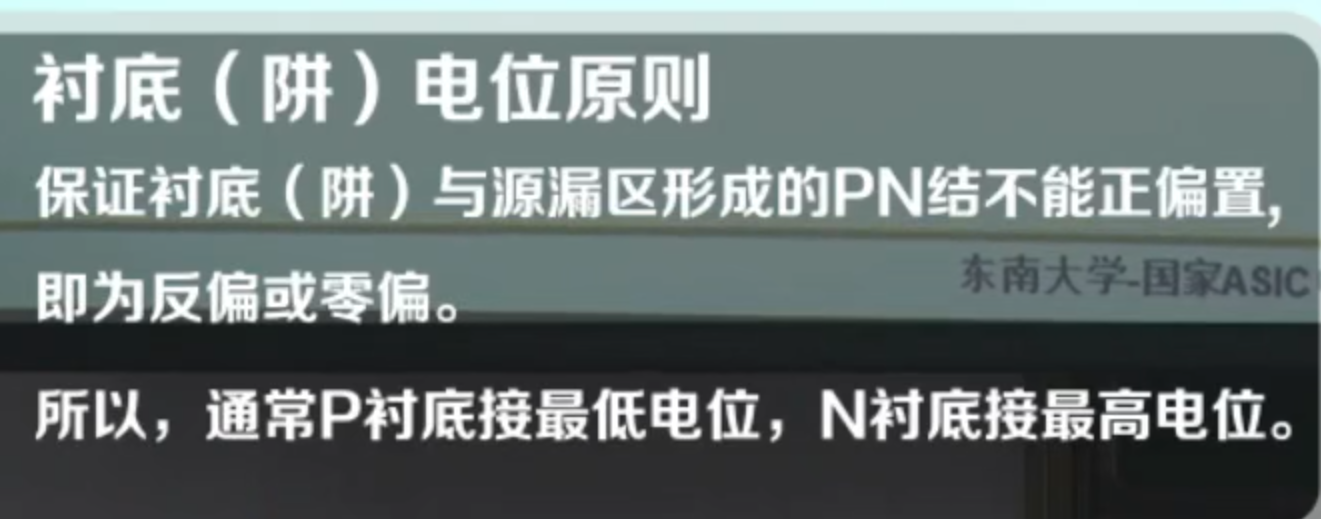 衬底（阱）电位原则
保证衬底（阱）与源漏区形成的PN结不能正偏置，
东南大学-国家ASIC
即为反偏或零偏。
所以，通常P衬底接最低电位，N衬底接最高电位。